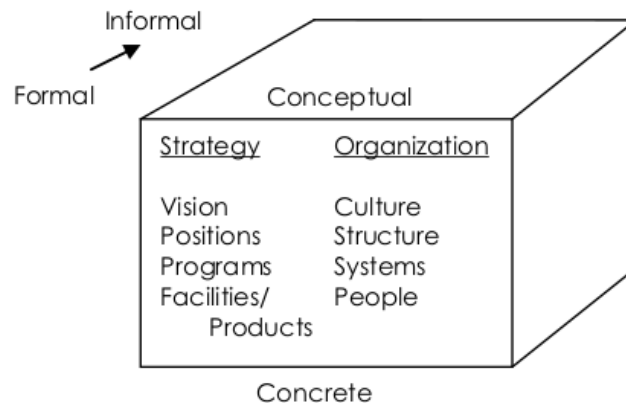 Informal
Formal
Conceptual
Strategy Organization
Vision Culture
Positions Structure
Programs Systems
Facilities/ People
Products
Concrete